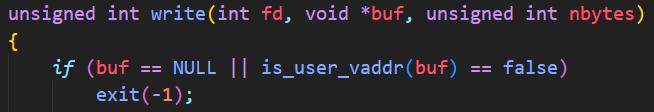 unsigned int write(int fd, void *buf, unsigned int nbytes)
{
if (buf == NULL || is_user_vaddr(buf) == false)
exit(-1);